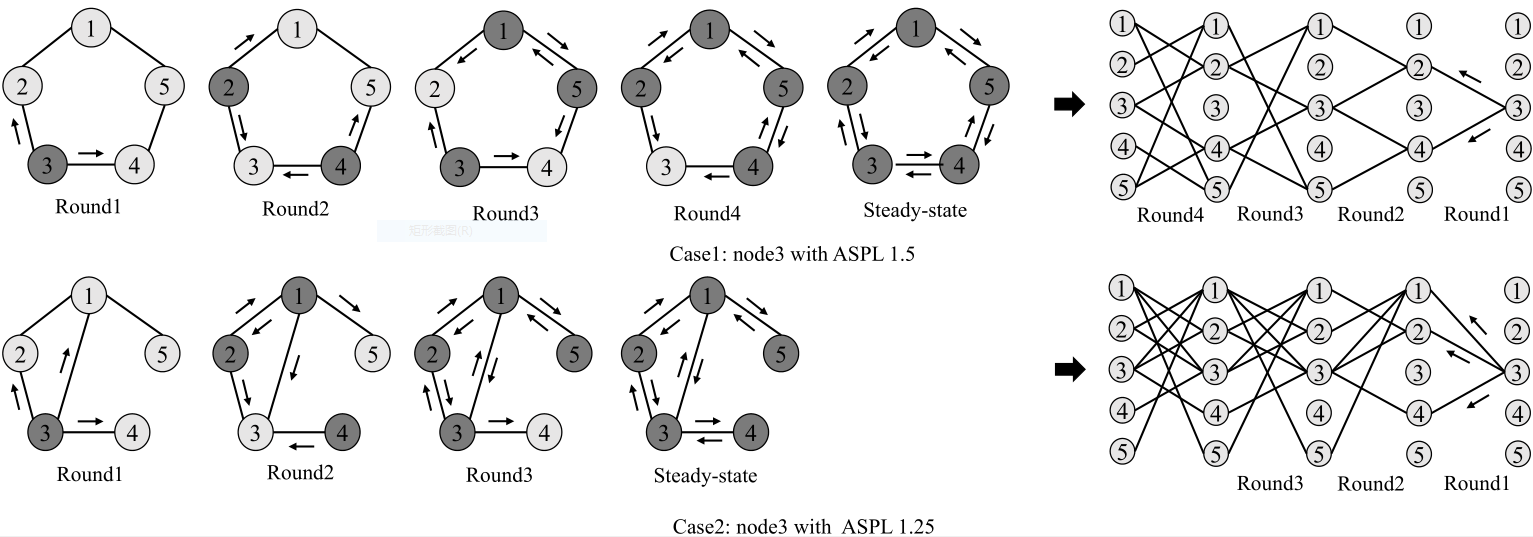 1
2 5
3 4
Round1
1
2 5
3 4
Round2
1
2 5
3 4
Round3
1
2 5
3 4
Round4
1
2 5
3 4
Steady-state
1 1 1 1 1
2 2 2 2 2
3 3 3 3 3
4 4 4 4 4
5 5 5 5 5
Round4 Round3 Round2 Round1
矩形截图(R)
Case1: node3 with ASPL 1.5
1
2 5
3 4
Round1
1
2 5
3 4
Round2
1
2 5
3 4
Round3
1
2 5
3 4
Steady-state
1 1 1 1 1
2 2 2 2 2
3 3 3 3 3
4 4 4 4 4
5 5 5 5 5
Round3 Round2 Round1
Case2: node3 with ASPL 1.25